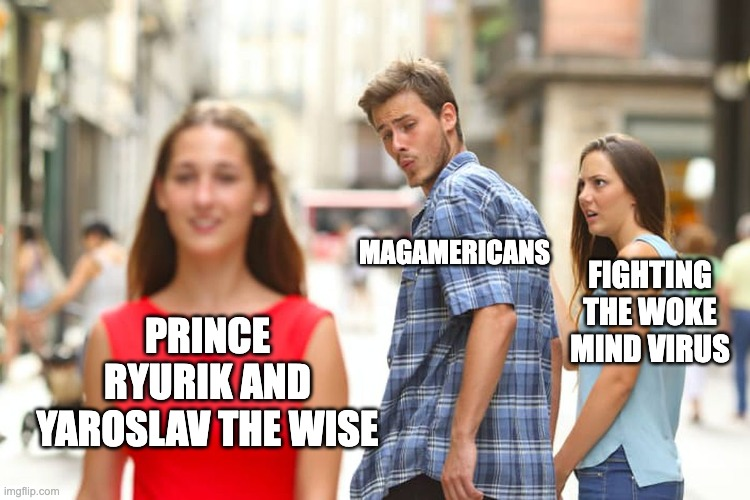 MAGAMERICANS
FIGHTING
THE WOKE
MIND VIRUS
PRINCE
RYURIK AND
YAROSLAV THE WISE
imgflip.com